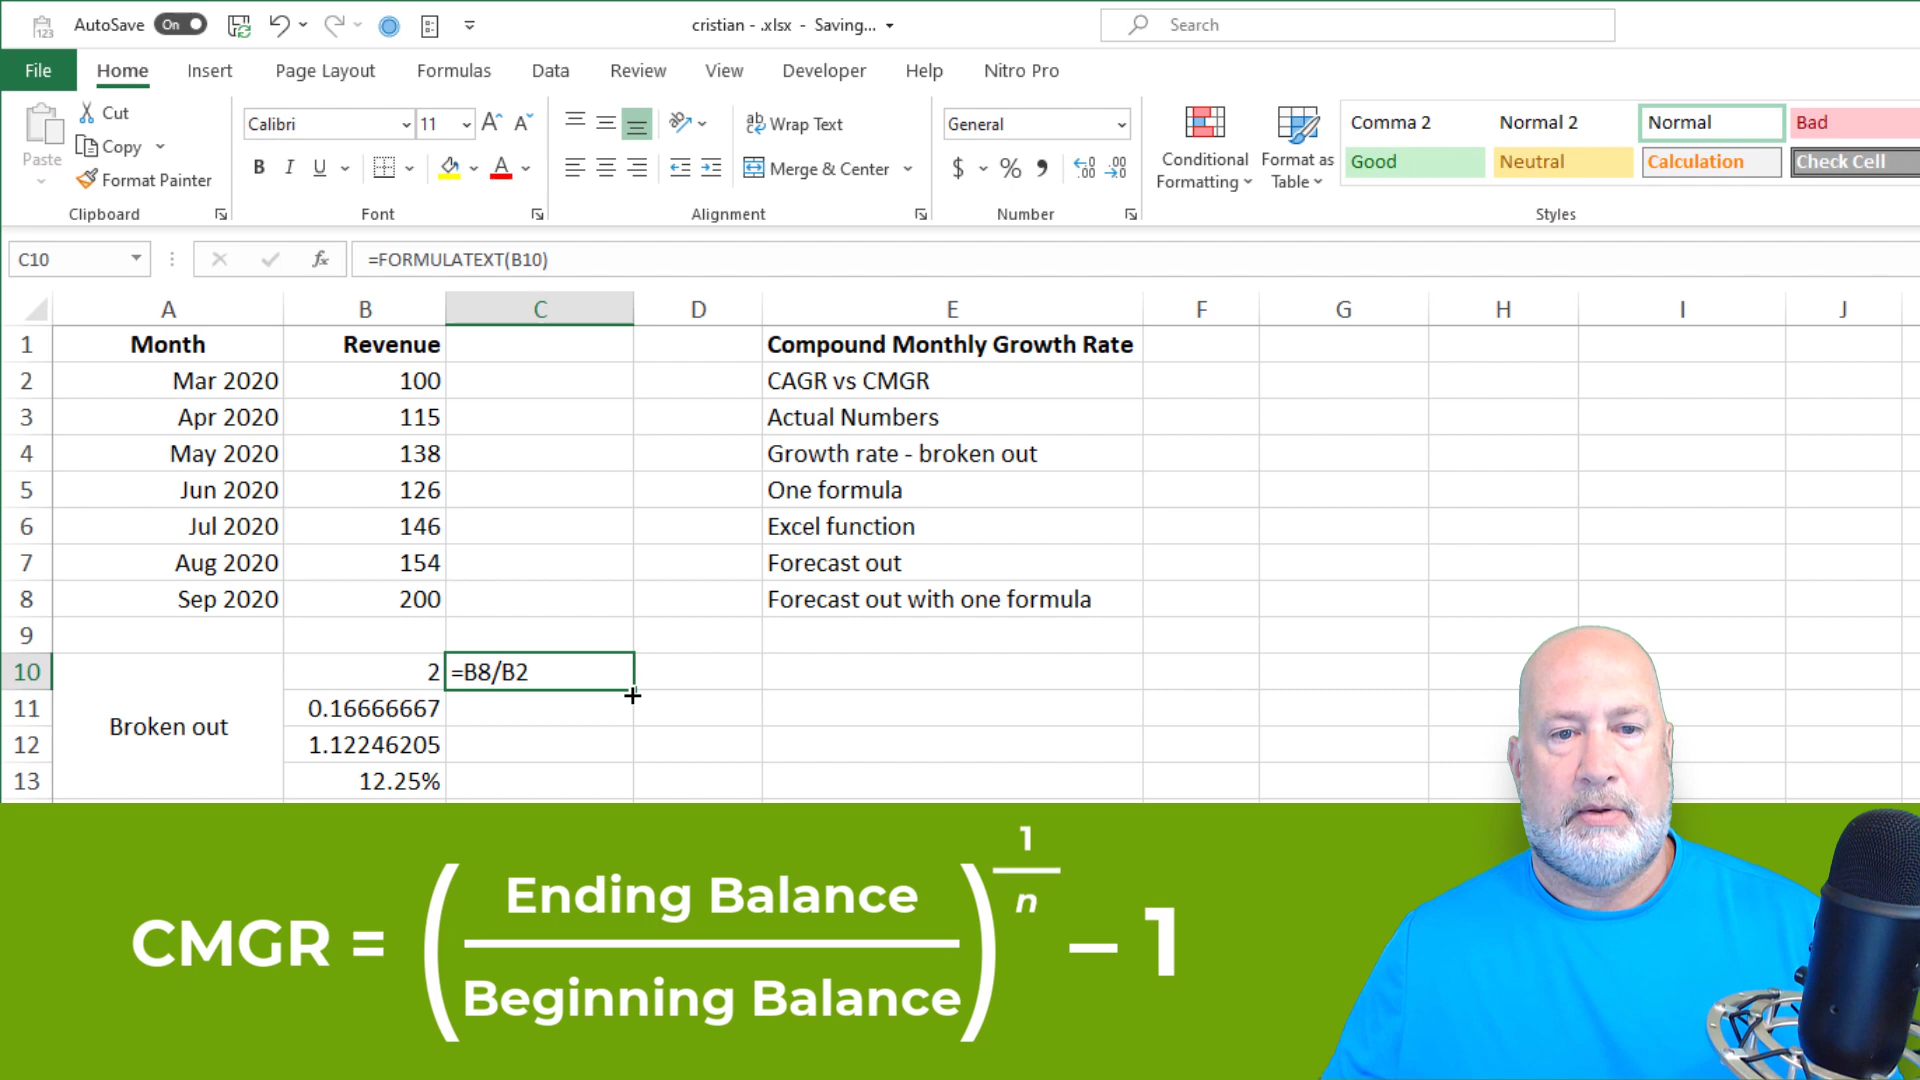 AutoSave On cristian - .xlsx - Saving... Search
File Home Insert Page Layout Formulas Data Review View Developer Help Nitro Pro
Paste Cut Copy Format Painter
Clipboard
Calibri 11
B I U A
Font
ab Wrap Text
Merge & Center
Alignment
General
$ % 9
Number
Conditional Formatting
Format as Table
Comma 2 Normal 2 Normal Bad
Good Neutral Calculation Check Cell
Styles
C10 fx =FORMULATEXT(B10)
A B C D E F G H I J
1 Month Revenue Compound Monthly Growth Rate
2 Mar 2020 100 CAGR vs CMGR
3 Apr 2020 115 Actual Numbers
4 May 2020 138 Growth rate - broken out
5 Jun 2020 126 One formula
6 Jul 2020 146 Excel function
7 Aug 2020 154 Forecast out
8 Sep 2020 200 Forecast out with one formula
9
10 2 =B8/B2
11 0.16666667
Broken out
12 1.12246205
13 12.25%
CMGR = (Ending Balance / Beginning Balance)^1/n − 1